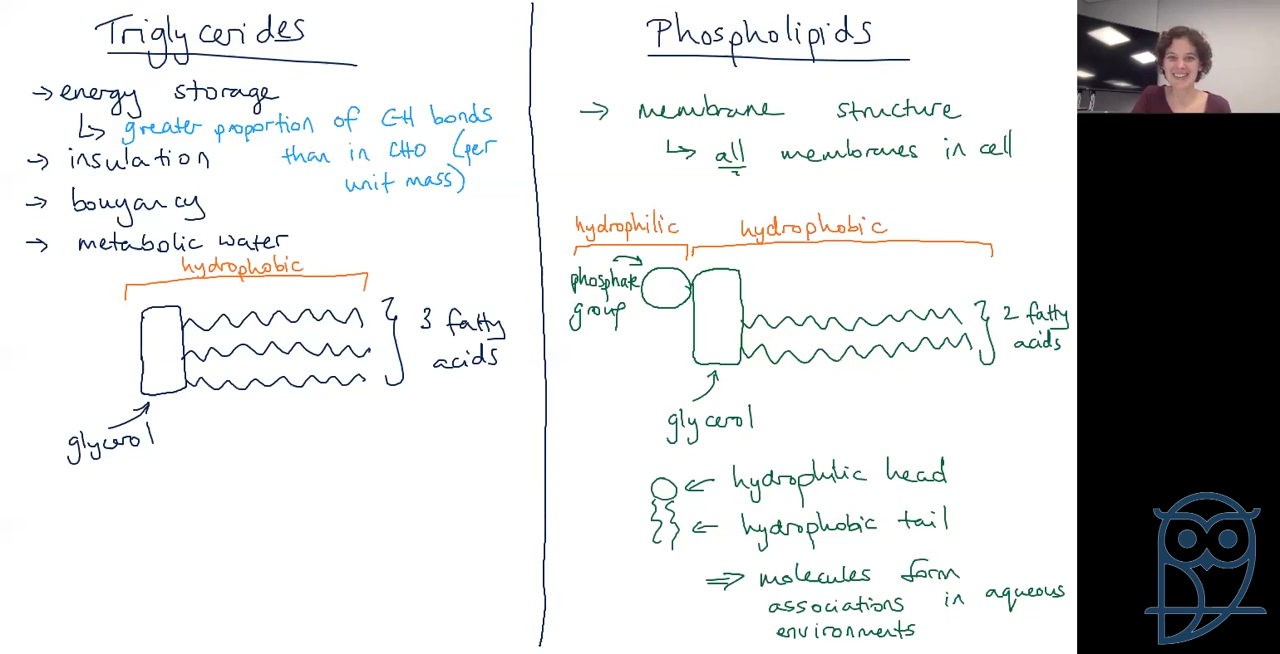 Triglycerides
→ energy storage
↳ greater proportion of C-H bonds
than in CHO (per
unit mass)
→ insulation
→ bouyancy
→ metabolic water
hydrophobic
3 fatty
acids
glycerol
Phospholipids
→ membrane structure
↳ all membranes in cell
hydrophilic
hydrophobic
phosphate
group
2 fatty
acids
glycerol
← hydrophilic head
← hydrophobic tail
⇒ molecules form
associations in aqueous
environments